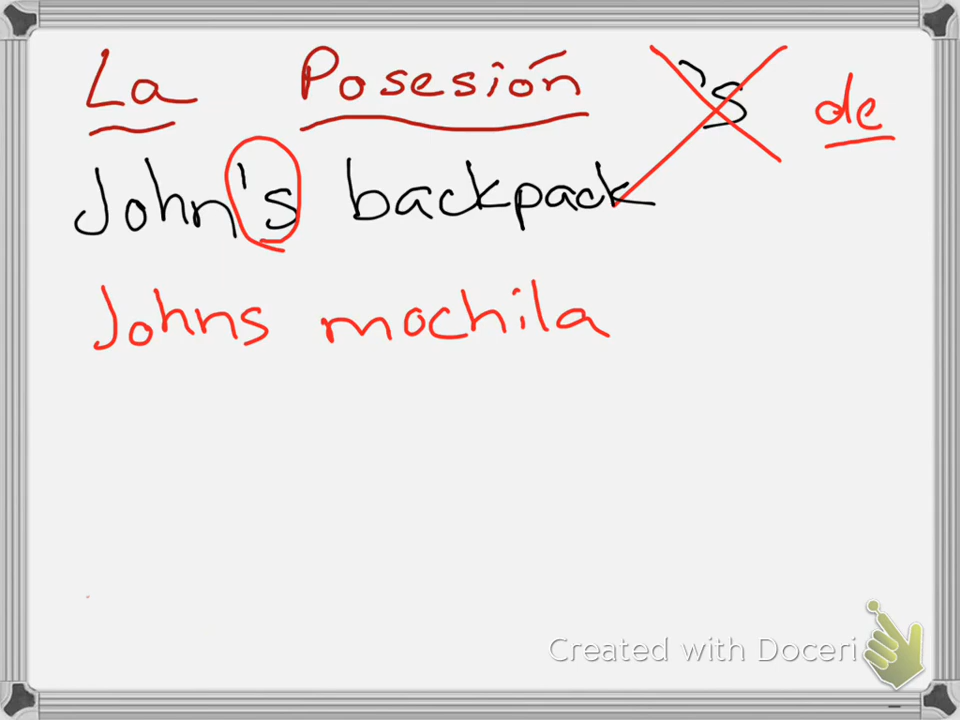 La Posesión 's de
John's backpack
Johns mochila
Created with Doceri